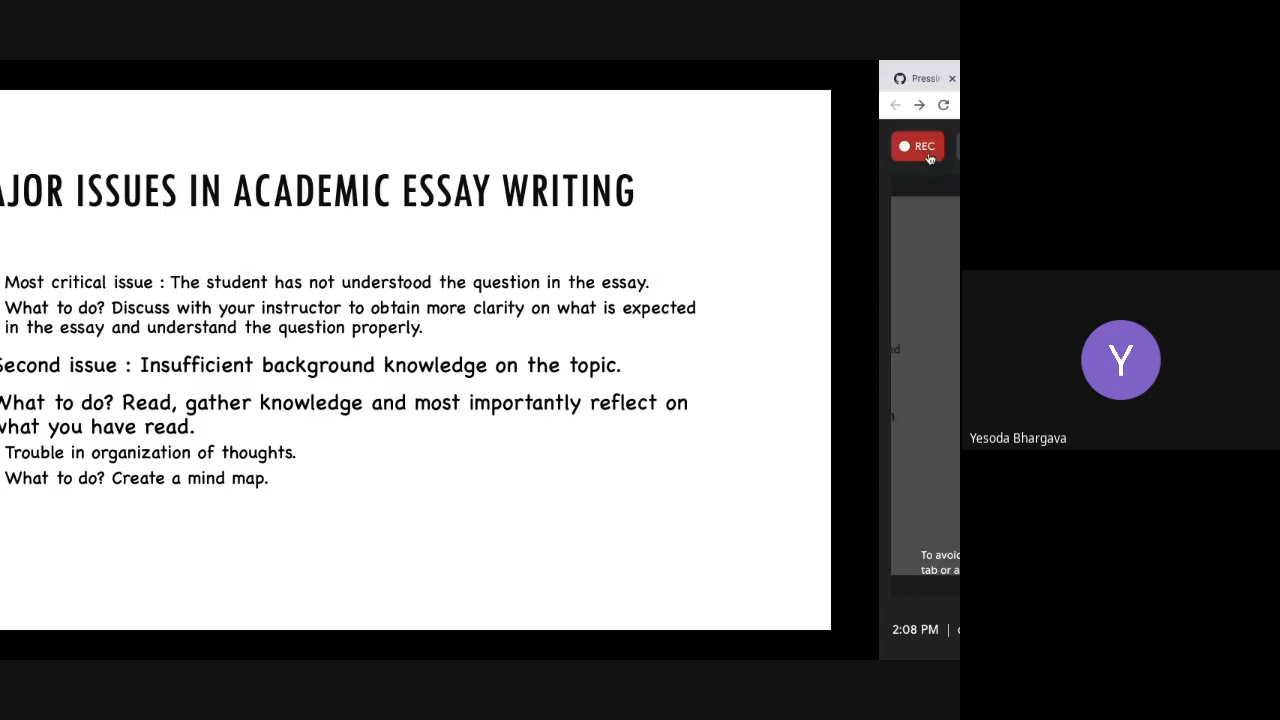 AJOR ISSUES IN ACADEMIC ESSAY WRITING
Most critical issue : The student has not understood the question in the essay.
What to do? Discuss with your instructor to obtain more clarity on what is expected
in the essay and understand the question properly.
Second issue : Insufficient background knowledge on the topic.
What to do? Read, gather knowledge and most importantly reflect on
what you have read.
Trouble in organization of thoughts.
What to do? Create a mind map.
Pressin
REC
To avoid
tab or a
2:08 PM
Y
Yesoda Bhargava